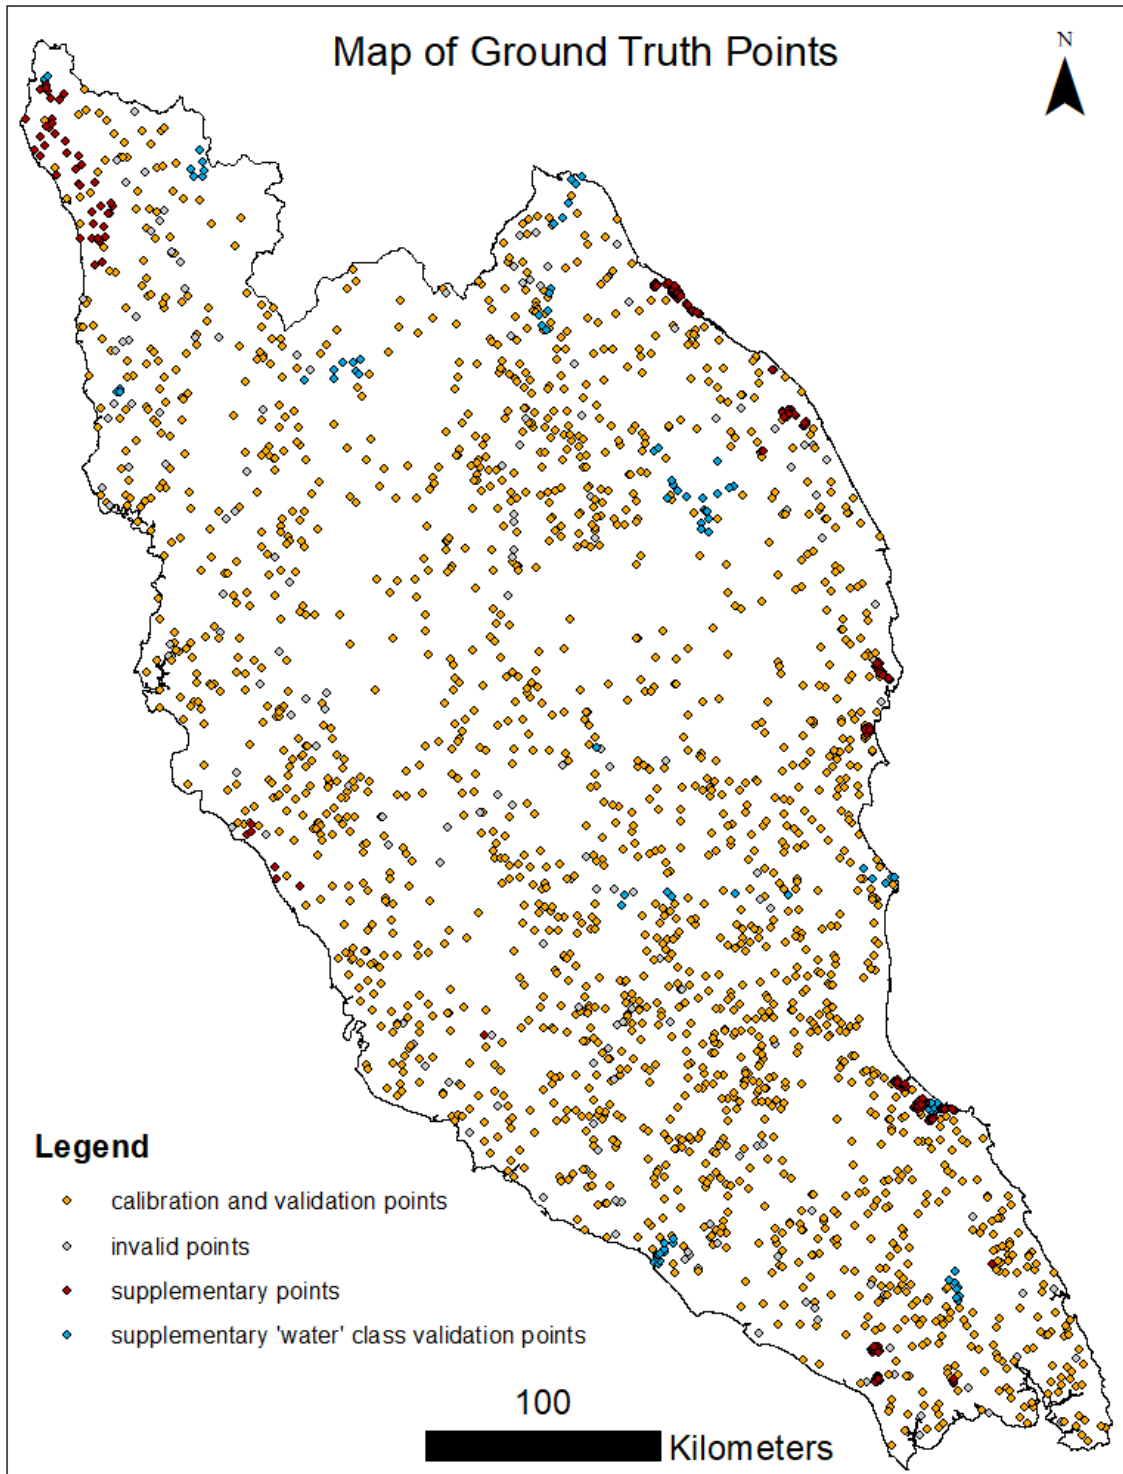 Map of Ground Truth Points
N
Legend
calibration and validation points
invalid points
supplementary points
supplementary 'water' class validation points
100
Kilometers